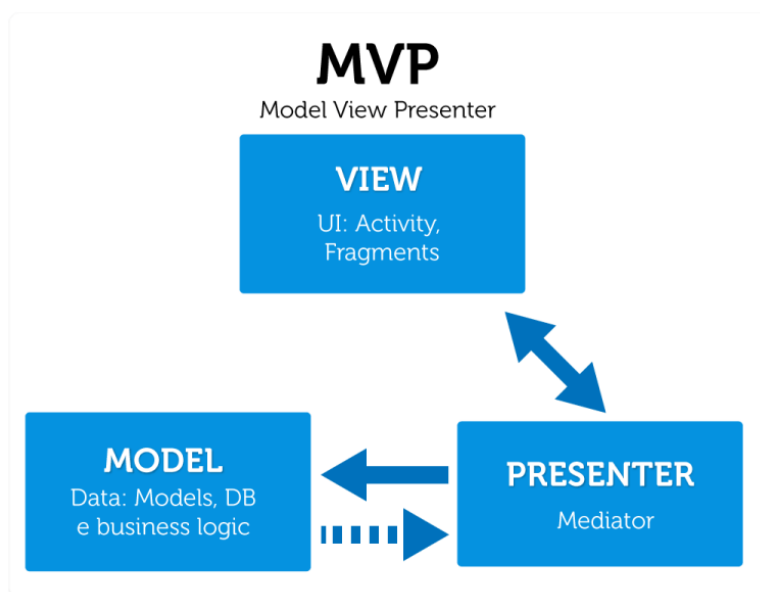 MVP
Model View Presenter
VIEW
UI: Activity,
Fragments
MODEL
Data: Models, DB
e business logic
PRESENTER
Mediator